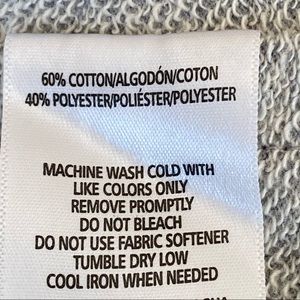 60% COTTON/ALGODÓN/COTON
40% POLYESTER/POLIÉSTER/POLYESTER
MACHINE WASH COLD WITH
LIKE COLORS ONLY
REMOVE PROMPTLY
DO NOT BLEACH
DO NOT USE FABRIC SOFTENER
TUMBLE DRY LOW
COOL IRON WHEN NEEDED